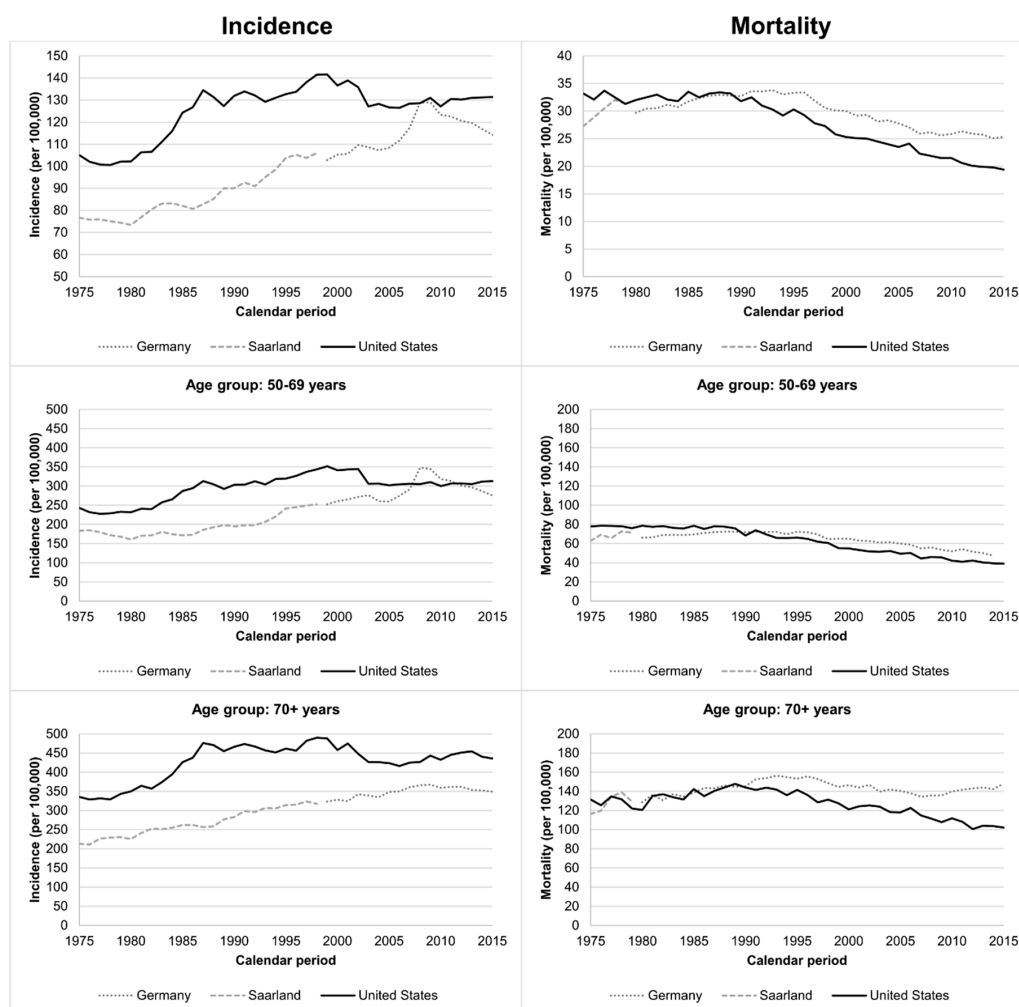 Incidence
Mortality
Incidence (per 100,000)
150
140
130
120
110
100
90
80
70
60
50
1975 1980 1985 1990 1995 2000 2005 2010 2015
Calendar period
Germany Saarland United States
Mortality (per 100,000)
40
35
30
25
20
15
10
5
0
1975 1980 1985 1990 1995 2000 2005 2010 2015
Calendar period
Germany Saarland United States
Age group: 50-69 years
Incidence (per 100,000)
500
450
400
350
300
250
200
150
100
50
0
1975 1980 1985 1990 1995 2000 2005 2010 2015
Calendar period
Germany Saarland United States
Age group: 50-69 years
Mortality (per 100,000)
200
180
160
140
120
100
80
60
40
20
0
1975 1980 1985 1990 1995 2000 2005 2010 2015
Calendar period
Germany Saarland United States
Age group: 70+ years
Incidence (per 100,000)
500
450
400
350
300
250
200
150
100
50
0
1975 1980 1985 1990 1995 2000 2005 2010 2015
Calendar period
Germany Saarland United States
Age group: 70+ years
Mortality (per 100,000)
200
180
160
140
120
100
80
60
40
20
0
1975 1980 1985 1990 1995 2000 2005 2010 2015
Calendar period
Germany Saarland United States